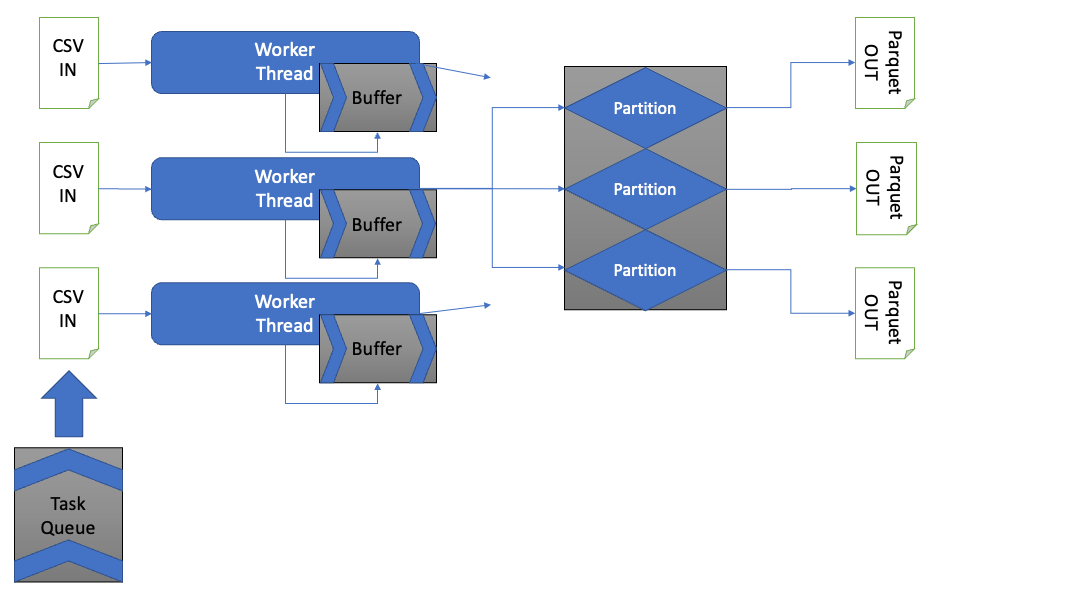 CSV
IN
Worker
Thread
Buffer
Partition
Parquet
OUT
CSV
IN
Worker
Thread
Buffer
Partition
Parquet
OUT
CSV
IN
Worker
Thread
Buffer
Partition
Parquet
OUT
Task
Queue